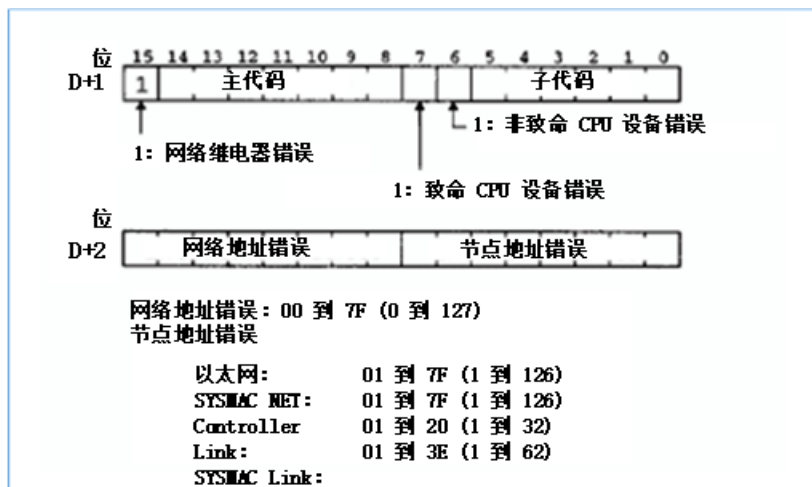 位 15 14 13 12 11 10 9 8 7 6 5 4 3 2 1 0
D+1 1 主代码 子代码
1: 非致命 CPU 设备错误
1: 网络继电器错误
1: 致命 CPU 设备错误
位
D+2 网络地址错误 节点地址错误
网络地址错误：00 到 7F (0 到 127)
节点地址错误
以太网： 01 到 7F (1 到 126)
SYSMAC NET： 01 到 7F (1 到 126)
Controller 01 到 20 (1 到 32)
Link： 01 到 3E (1 到 62)
SYSMAC Link：